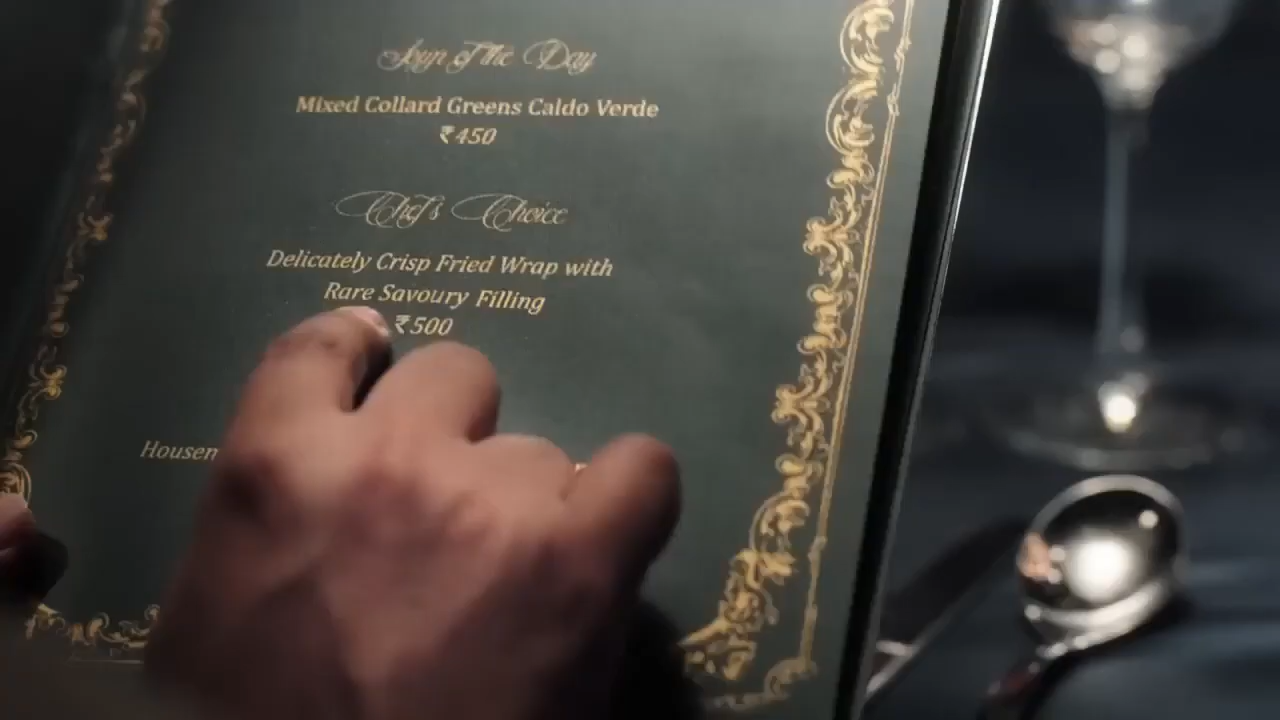 of the Day
Mixed Collard Greens Caldo Verde
₹450
Chef's Choice
Delicately Crisp Fried Wrap with
Rare Savoury Filling
₹500